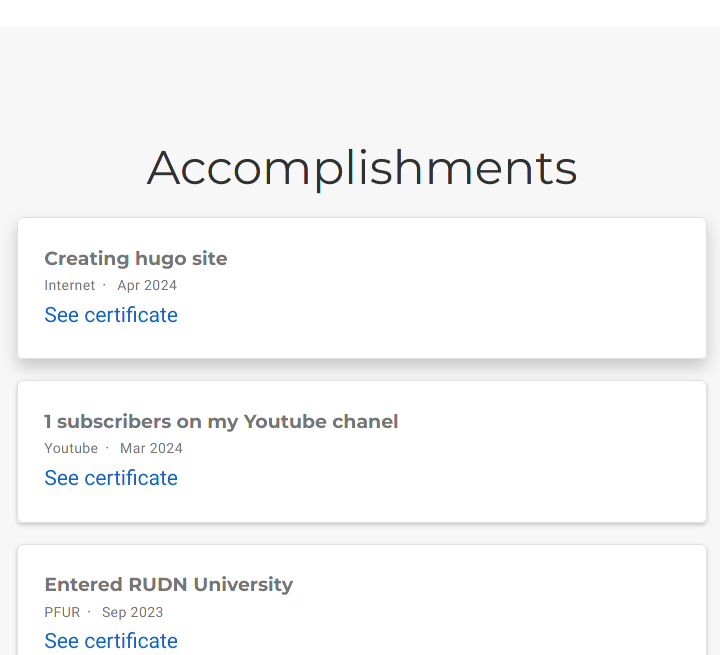 Accomplishments
Creating hugo site
Internet · Apr 2024
See certificate
1 subscribers on my Youtube chanel
Youtube · Mar 2024
See certificate
Entered RUDN University
PFUR · Sep 2023
See certificate